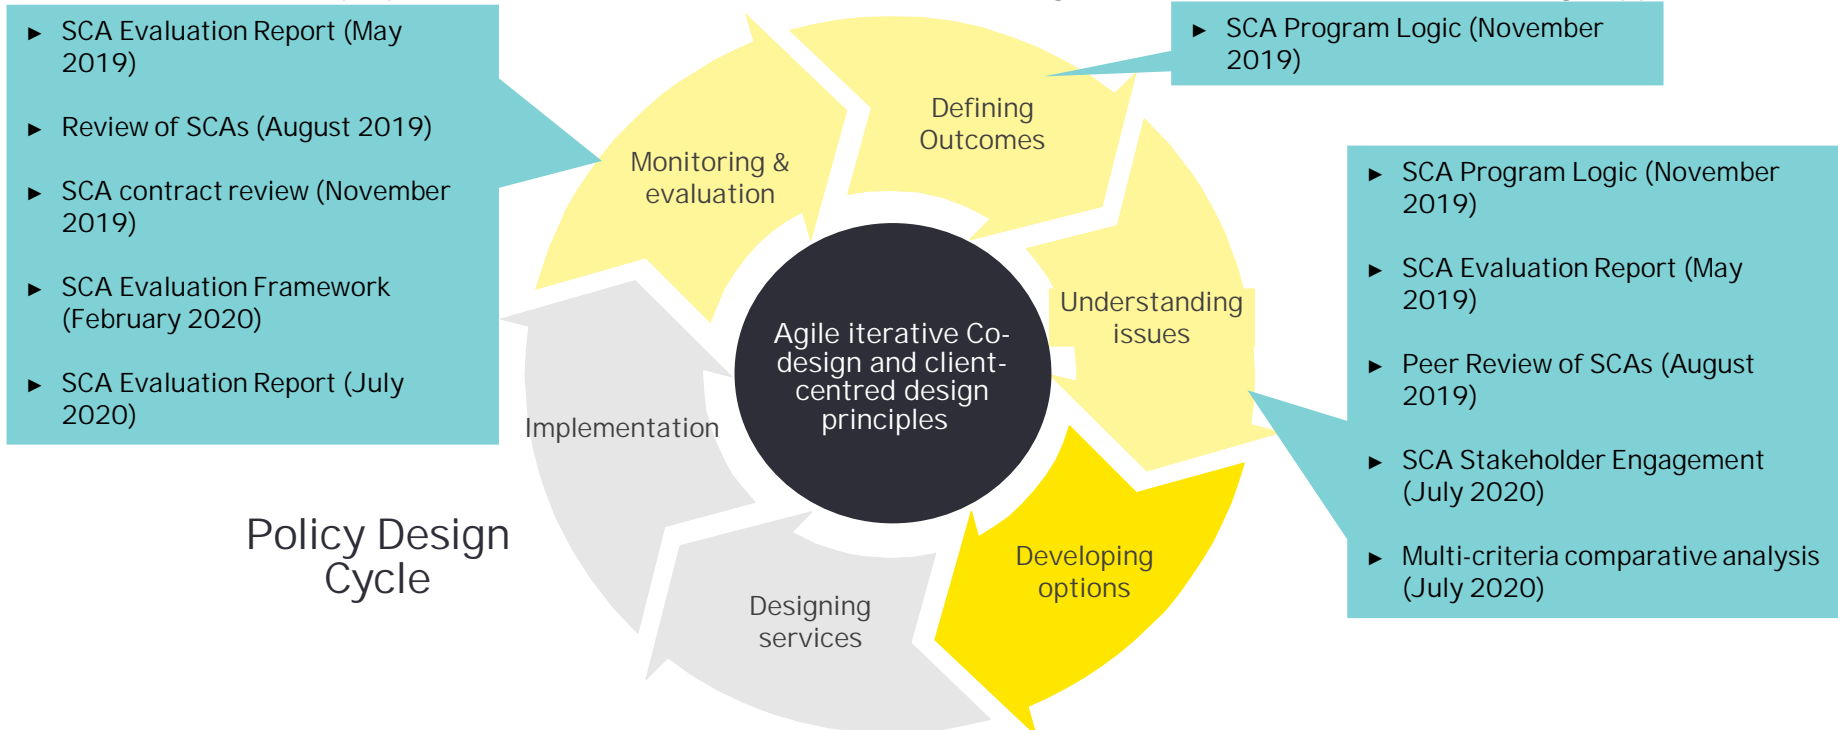 ► SCA Evaluation Report (May
2019)
► Review of SCAs (August 2019)
► SCA contract review (November
2019)
► SCA Evaluation Framework
(February 2020)
► SCA Evaluation Report (July
2020)
► SCA Program Logic (November
2019)
Defining
Outcomes
Monitoring &
evaluation
► SCA Program Logic (November
2019)
► SCA Evaluation Report (May
2019)
► Peer Review of SCAs (August
2019)
► SCA Stakeholder Engagement
(July 2020)
► Multi-criteria comparative analysis
(July 2020)
Understanding
issues
Agile iterative Co-
design and client-
centred design
principles
Implementation
Policy Design
Cycle
Developing
options
Designing
services